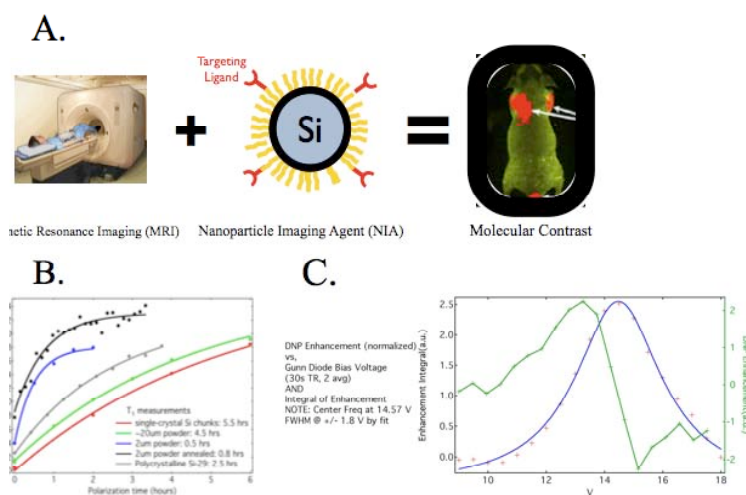 A.
Targeting
Ligand
Si
netic Resonance Imaging (MRI)
Nanoparticle Imaging Agent (NIA)
Molecular Contrast
B.
T₁ measurements
single-crystal Si chunks: 5.5 hrs
~20um powder: 4.5 hrs
2um powder: 0.5 hrs
2um powder annealed: 0.8 hrs
Polycrystalline Si-29: 2.5 hrs
0
2
4
6
Polarization time (hours)
C.
DNP Enhancement (normalized)
vs,
Gunn Diode Bias Voltage
(30s TR, 2 avg)
AND
Integral of Enhancement
NOTE: Center Freq at 14.57 V
FWHM @ +/- 1.8 V by fit
Enhancement Integral(a.u.)
2.5
2.0
1.5
1.0
0.5
0.0
10
12
14
16
18
V
2
1
0
-1
-2